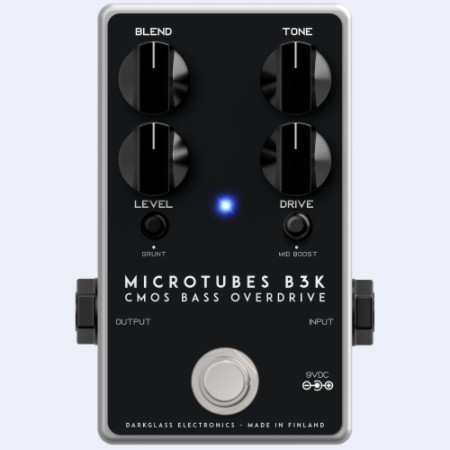 BLEND TONE
LEVEL DRIVE
GRUNT MID BOOST
MICROTUBES B3K
CMOS BASS OVERDRIVE
OUTPUT INPUT
9VDC
DARKGLASS ELECTRONICS - MADE IN FINLAND